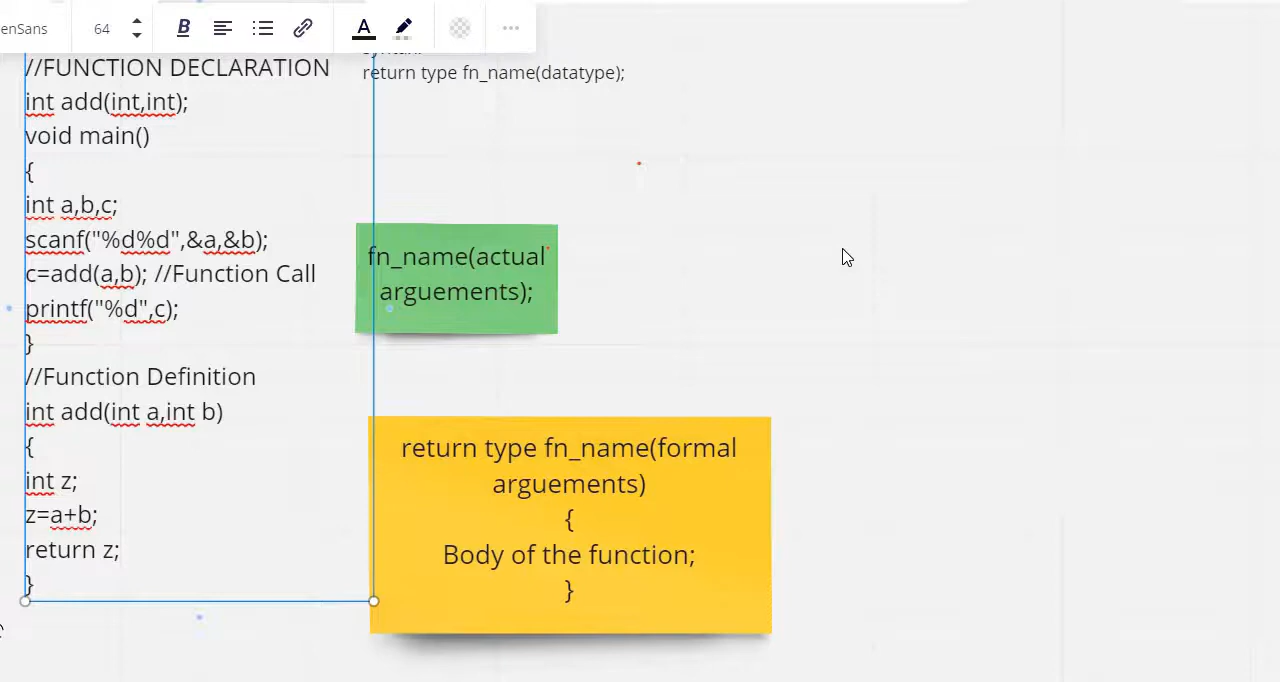 enSans 64 B A
//FUNCTION DECLARATION
int add(int,int);
void main()
{
int a,b,c;
scanf("%d%d",&a,&b);
c=add(a,b); //Function Call
printf("%d",c);
}
//Function Definition
int add(int a,int b)
{
int z;
z=a+b;
return z;
}
return type fn_name(datatype);
fn_name(actual
arguements);
return type fn_name(formal
arguements)
{
Body of the function;
}